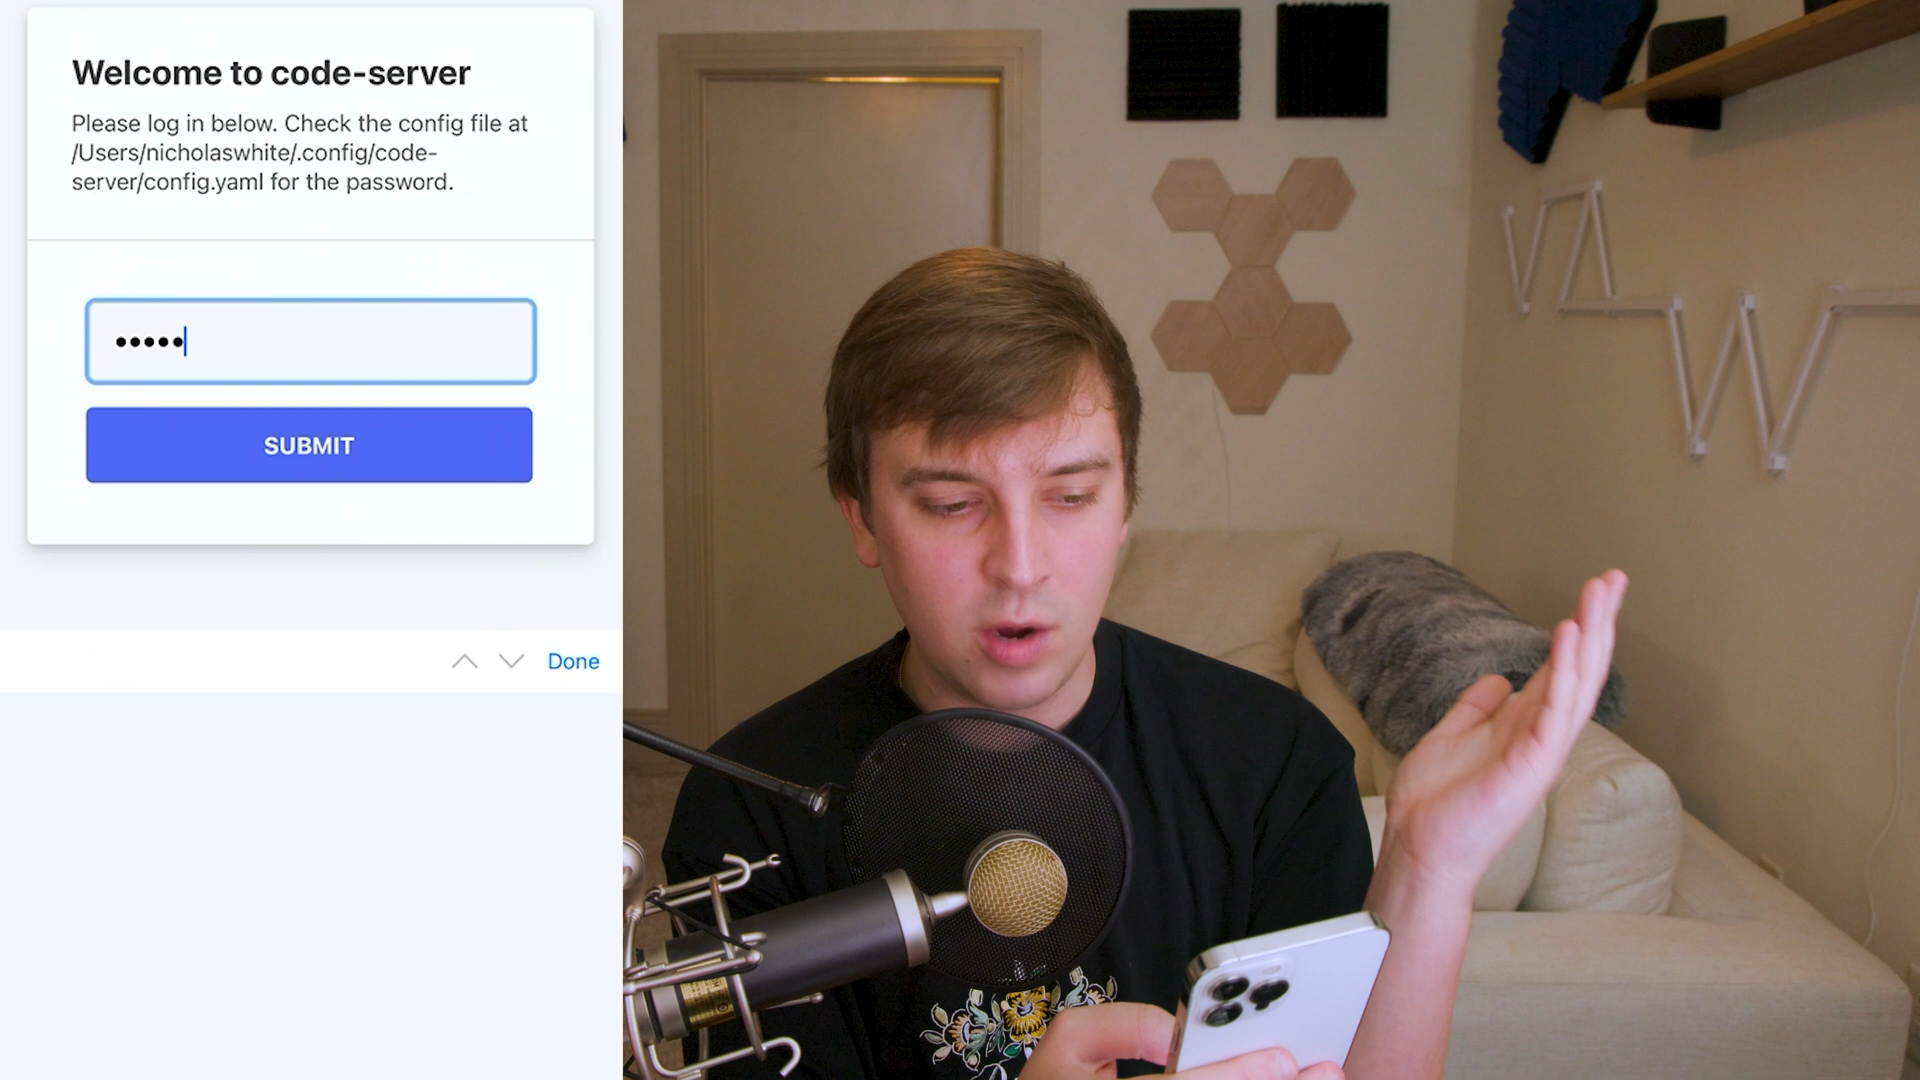 Welcome to code-server
Please log in below. Check the config file at
/Users/nicholaswhite/.config/code-
server/config.yaml for the password.
•••••
SUBMIT
Done